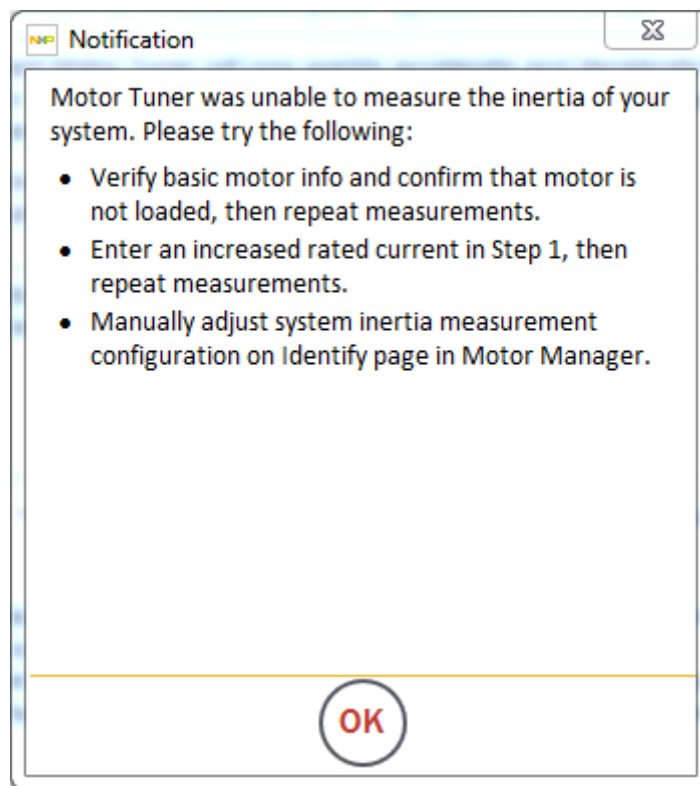 NXP Notification
Motor Tuner was unable to measure the inertia of your
system. Please try the following:
• Verify basic motor info and confirm that motor is
not loaded, then repeat measurements.
• Enter an increased rated current in Step 1, then
repeat measurements.
• Manually adjust system inertia measurement
configuration on Identify page in Motor Manager.
OK